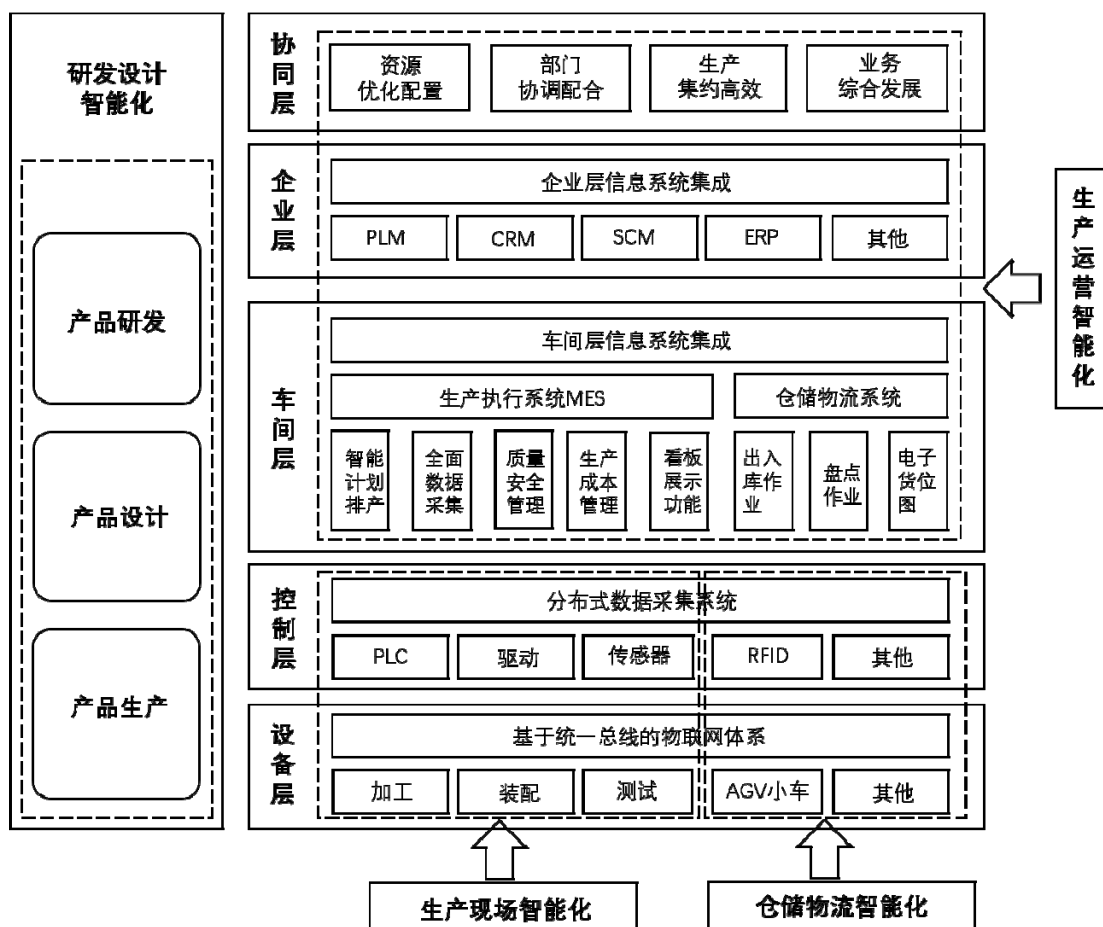 研发设计
智能化
产品研发
产品设计
产品生产
协同层
资源
优化配置
部门
协调配合
生产
集约高效
业务
综合发展
企业层
企业层信息系统集成
PLM
CRM
SCM
ERP
其他
车间层
车间层信息系统集成
生产执行系统MES
仓储物流系统
智能
计划
排产
全面
数据
采集
质量
安全
管理
生产
成本
管理
看板
展示
功能
出入
库作
业
盘点
作业
电子
货位
图
控制层
分布式数据采集系统
PLC
驱动
传感器
RFID
其他
设备层
基于统一总线的物联网体系
加工
装配
测试
AGV小车
其他
生产运营智能化
生产现场智能化
仓储物流智能化